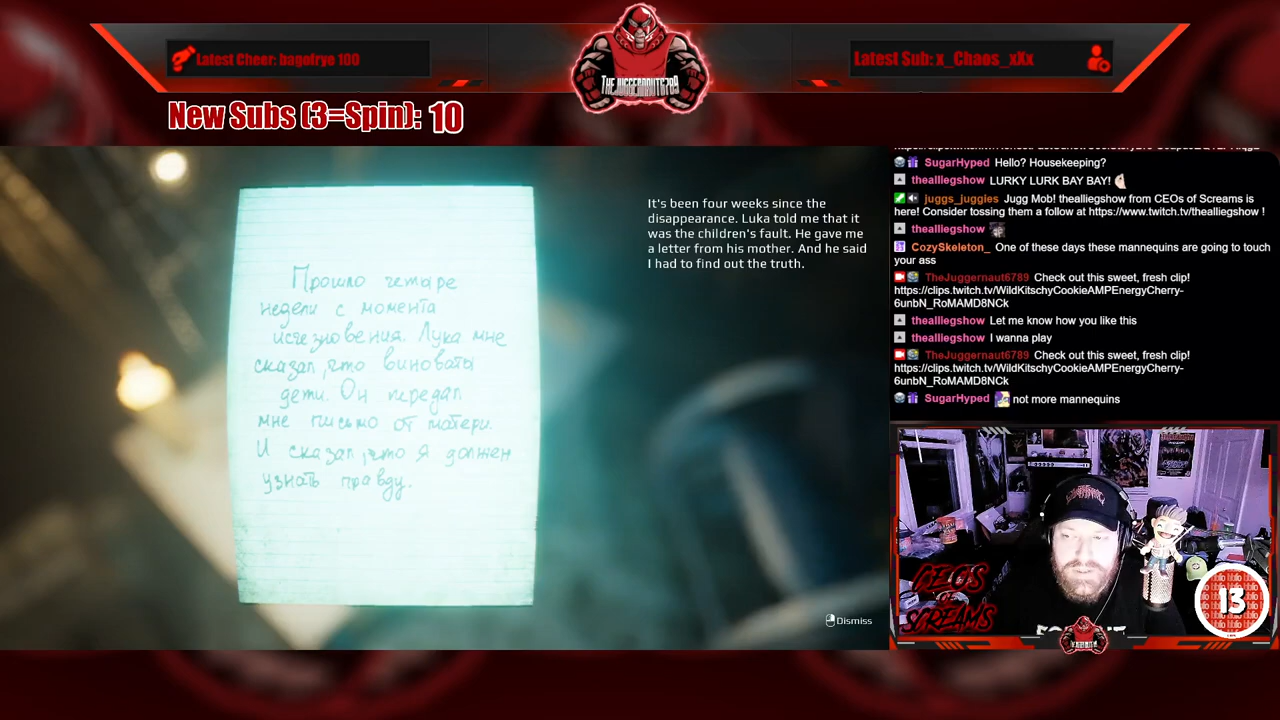 Latest Cheer: bagofrye 100
THEJUGGERNAUT6789
Latest Sub: x_Chaos_xXx
New Subs (3=Spin): 10
Прошло четыре
недели с момента
исчезновения. Лука мне
сказал, что виноваты
дети. Он передал
мне письмо от матери.
И сказал, что я должен
узнать правду.
It's been four weeks since the
disappearance. Luka told me that it
was the children's fault. He gave me
a letter from his mother. And he said
I had to find out the truth.
Dismiss
SugarHyped Hello? Housekeeping?
thealliegshow LURKY LURK BAY BAY!
juggs_juggles Jugg Mob! thealliegshow from CEOs of Screams is
here! Consider tossing them a follow at https://www.twitch.tv/thealliegshow !
thealliegshow
CozySkeleton_ One of these days these mannequins are going to touch
your ass
TheJuggernaut6789 Check out this sweet, fresh clip!
https://clips.twitch.tv/WildKitschyCookieAMPEnergyCherry-
6unbN_RoMAMD8NCk
thealliegshow Let me know how you like this
thealliegshow I wanna play
TheJuggernaut6789 Check out this sweet, fresh clip!
https://clips.twitch.tv/WildKitschyCookieAMPEnergyCherry-
6unbN_RoMAMD8NCk
SugarHyped not more mannequins
CEOS
OF
SCREAMS
13